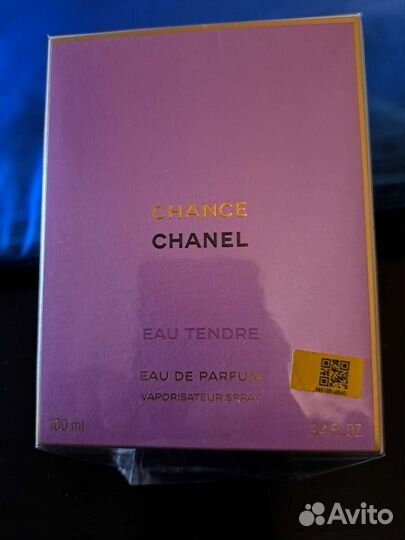 CHANCE
CHANEL
EAU TENDRE
EAU DE PARFUM
VAPORISATEUR SPRAY
100 ml
3.4 FL. OZ.
Avito